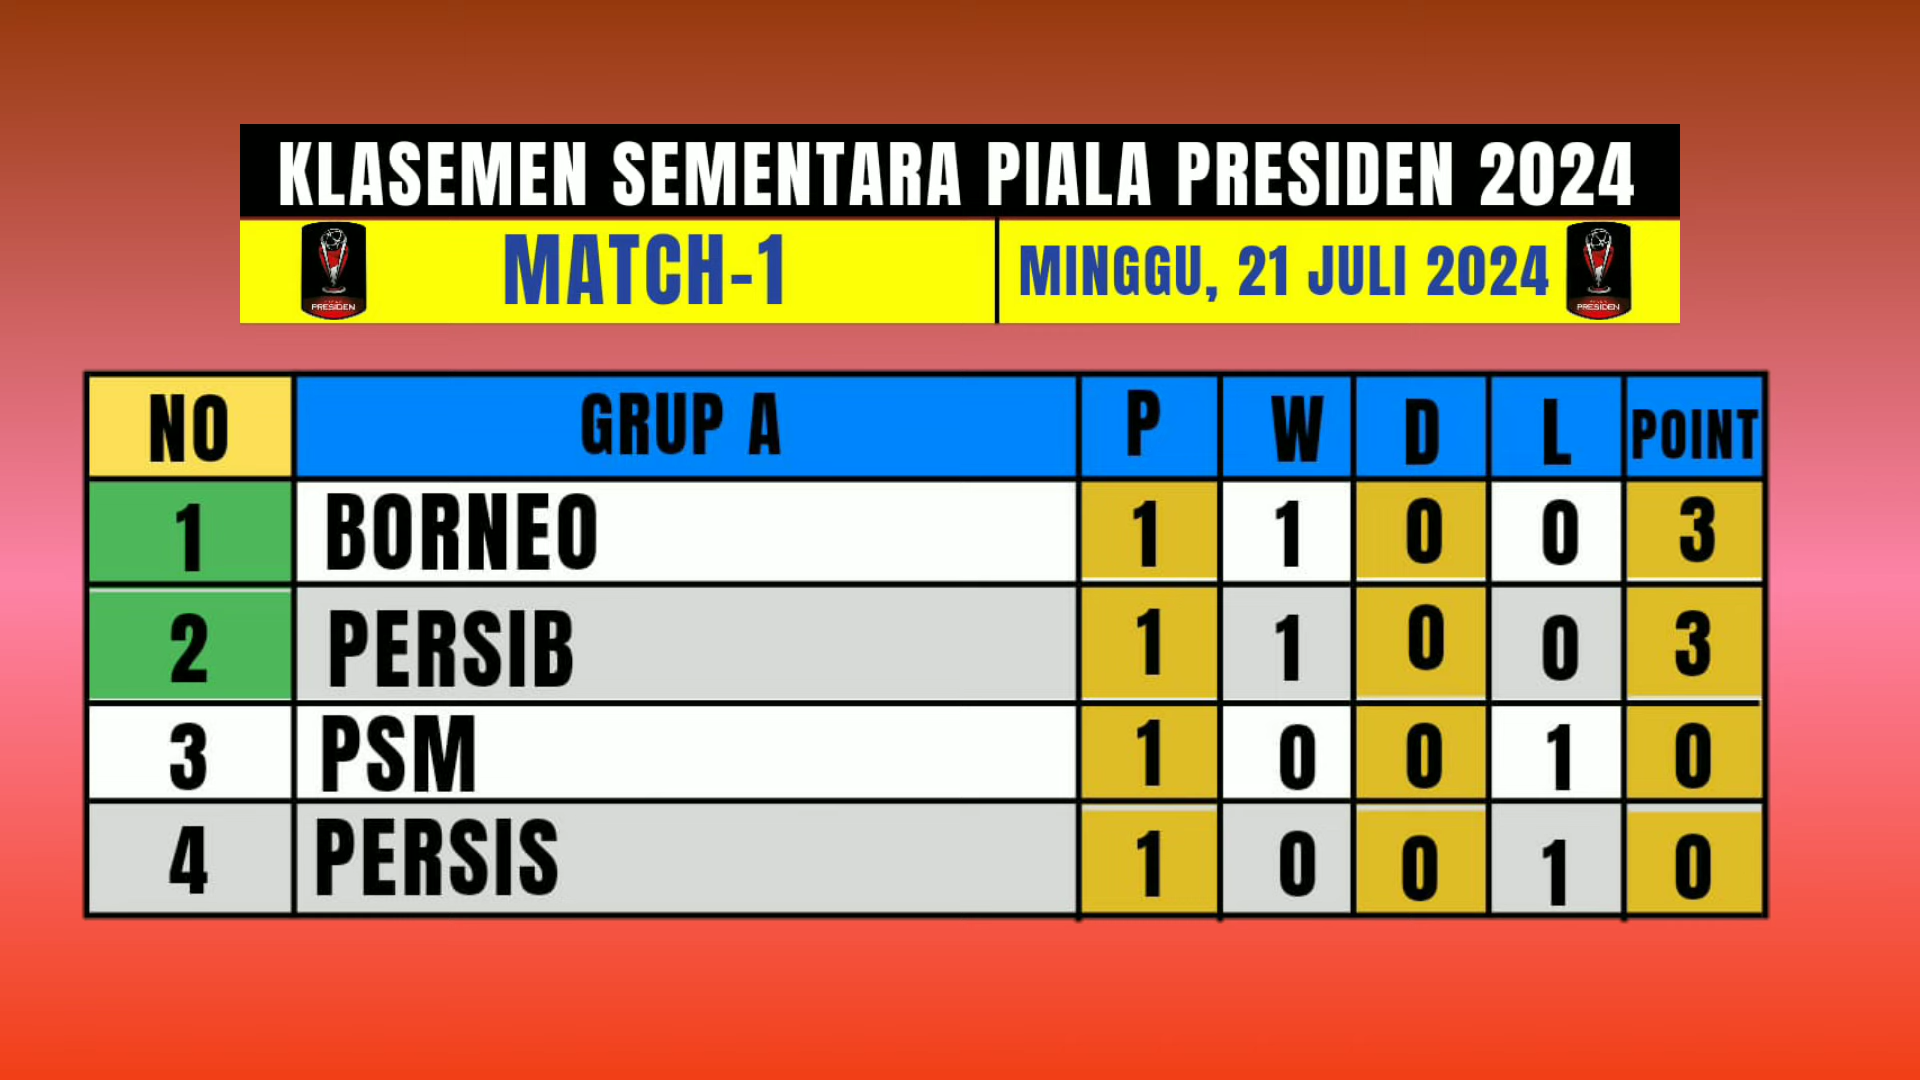 KLASEMEN SEMENTARA PIALA PRESIDEN 2024
PRESIDEN MATCH-1 MINGGU, 21 JULI 2024 PRESIDEN
NO GRUP A P W D L POINT
1 BORNEO 1 1 0 0 3
2 PERSIB 1 1 0 0 3
3 PSM 1 0 0 1 0
4 PERSIS 1 0 0 1 0